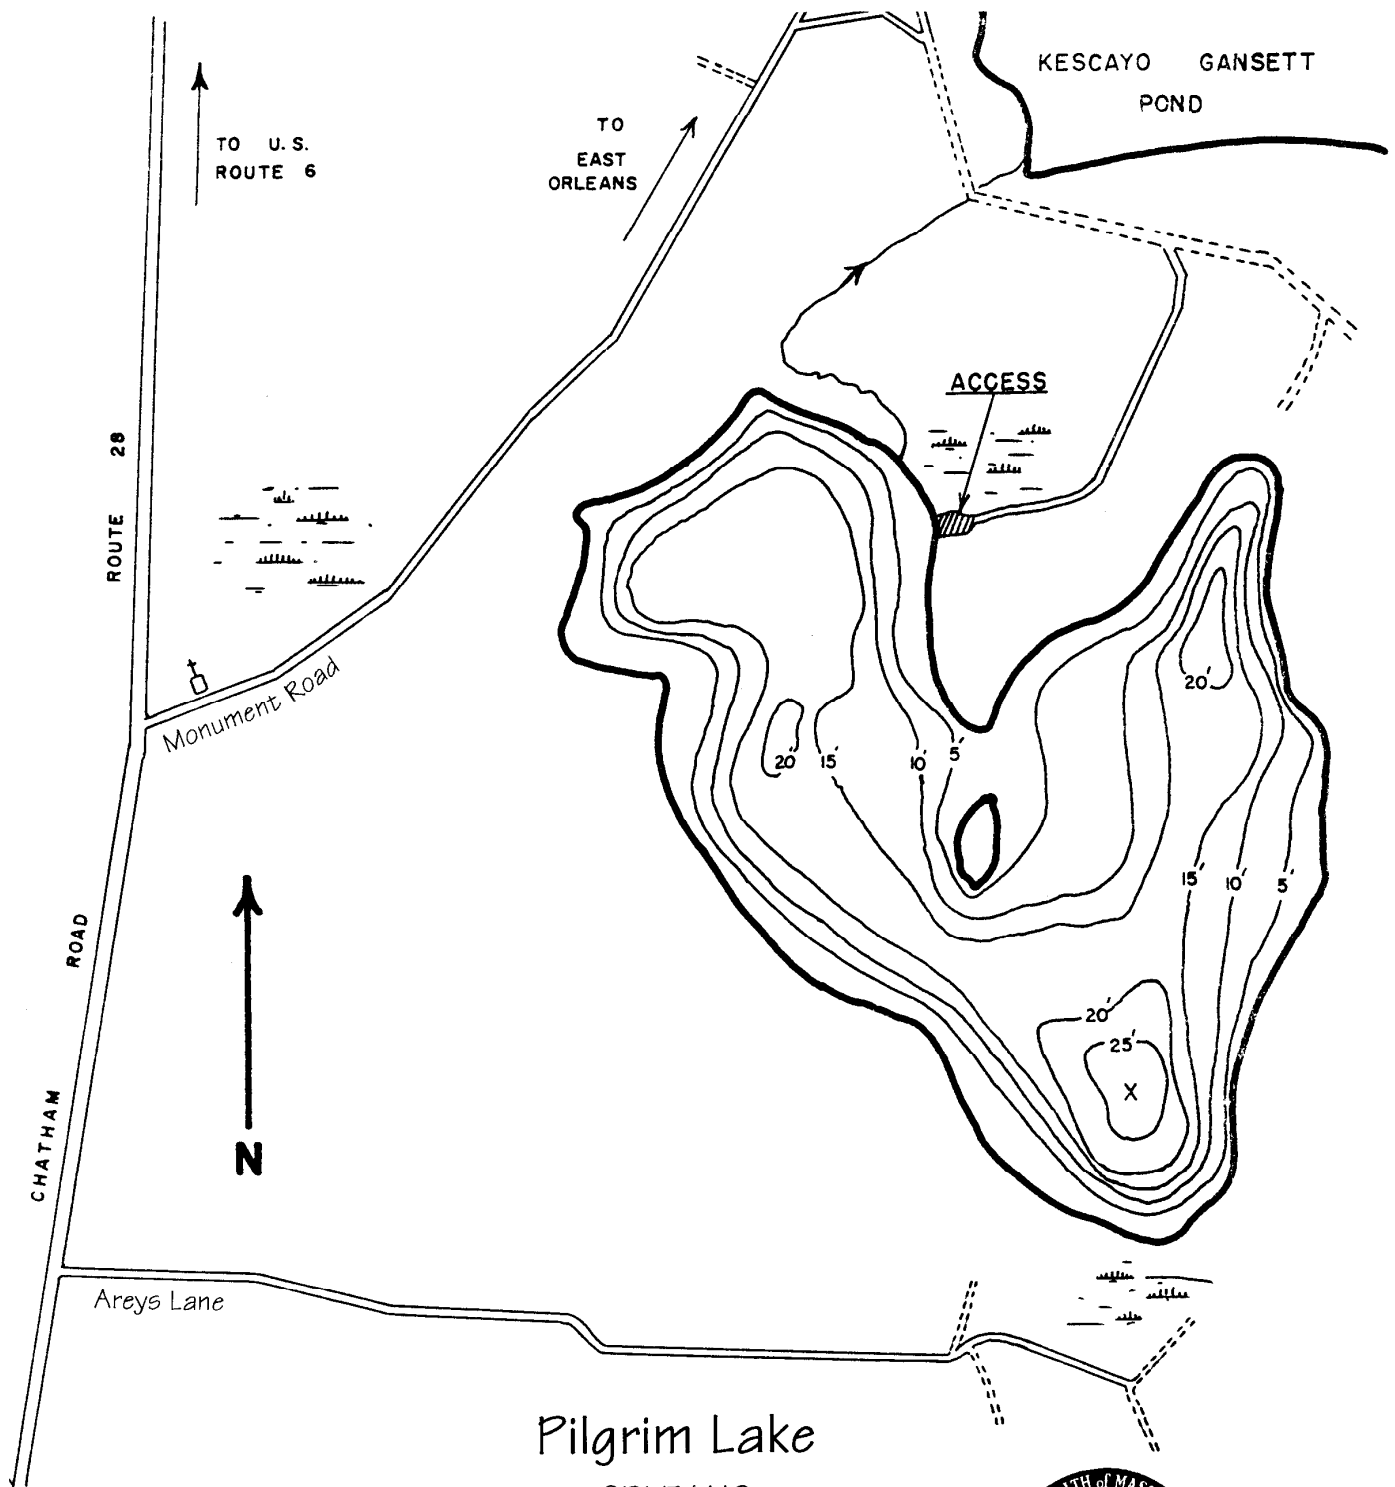 KESCAYO GANSETT
POND
TO U.S.
ROUTE 6
TO
EAST
ORLEANS
ACCESS
ROUTE 28
Monument Road
20'
20'
15'
10'
5'
15'
10'
5'
20'
25'
X
ROAD
CHATHAM
N
Areys Lane
Pilgrim Lake